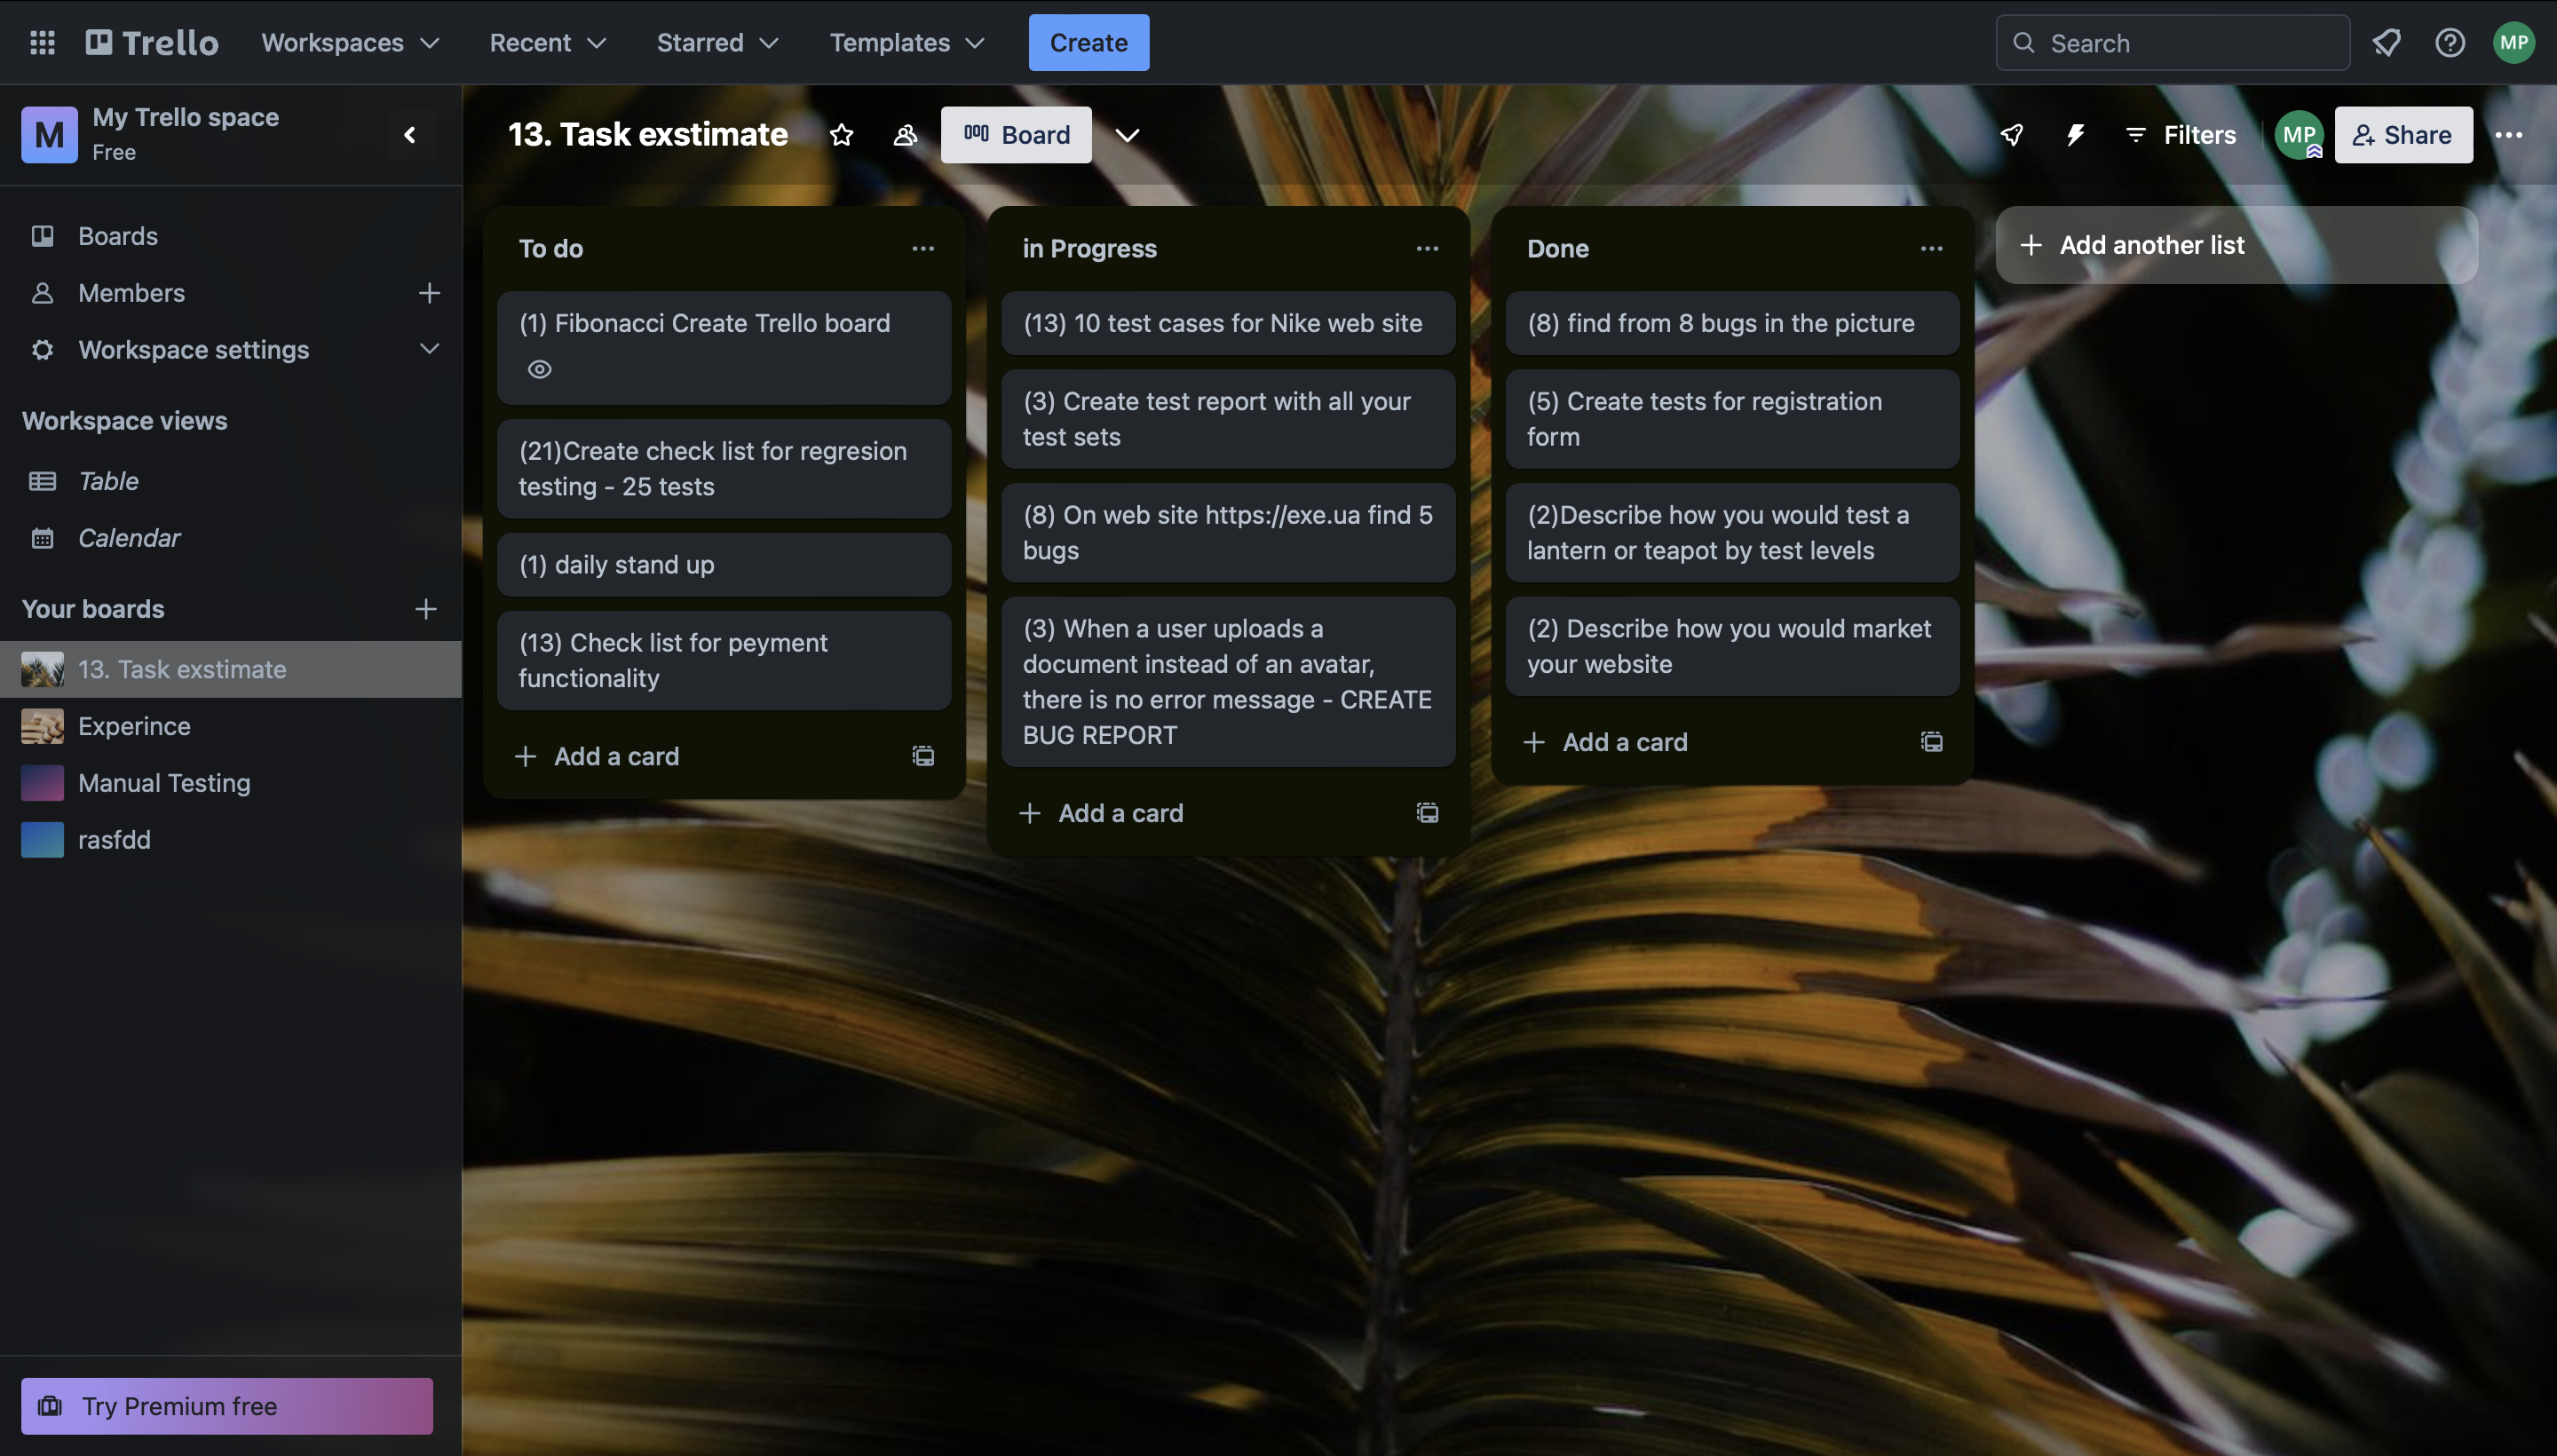 Trello
Workspaces
Recent
Starred
Templates
Create
Search
MP
M
My Trello space
Free
13. Task exstimate
Board
Filters
MP
Share
Boards
Members
Workspace settings
Workspace views
Table
Calendar
Your boards
13. Task exstimate
Experince
Manual Testing
rasfdd
Try Premium free
To do
(1) Fibonacci Create Trello board
(21)Create check list for regresion
testing - 25 tests
(1) daily stand up
(13) Check list for peyment
functionality
Add a card
in Progress
(13) 10 test cases for Nike web site
(3) Create test report with all your
test sets
(8) On web site https://exe.ua find 5
bugs
(3) When a user uploads a
document instead of an avatar,
there is no error message - CREATE
BUG REPORT
Add a card
Done
(8) find from 8 bugs in the picture
(5) Create tests for registration
form
(2)Describe how you would test a
lantern or teapot by test levels
(2) Describe how you would market
your website
Add a card
Add another list